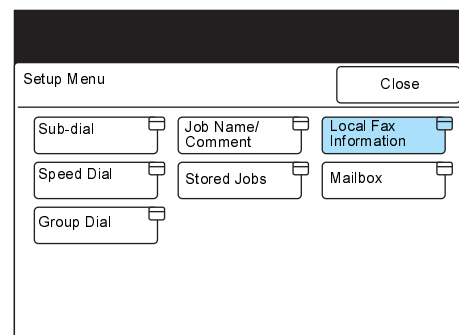 Setup Menu
Close
Sub-dial
Job Name/
Comment
Local Fax
Information
Speed Dial
Stored Jobs
Mailbox
Group Dial